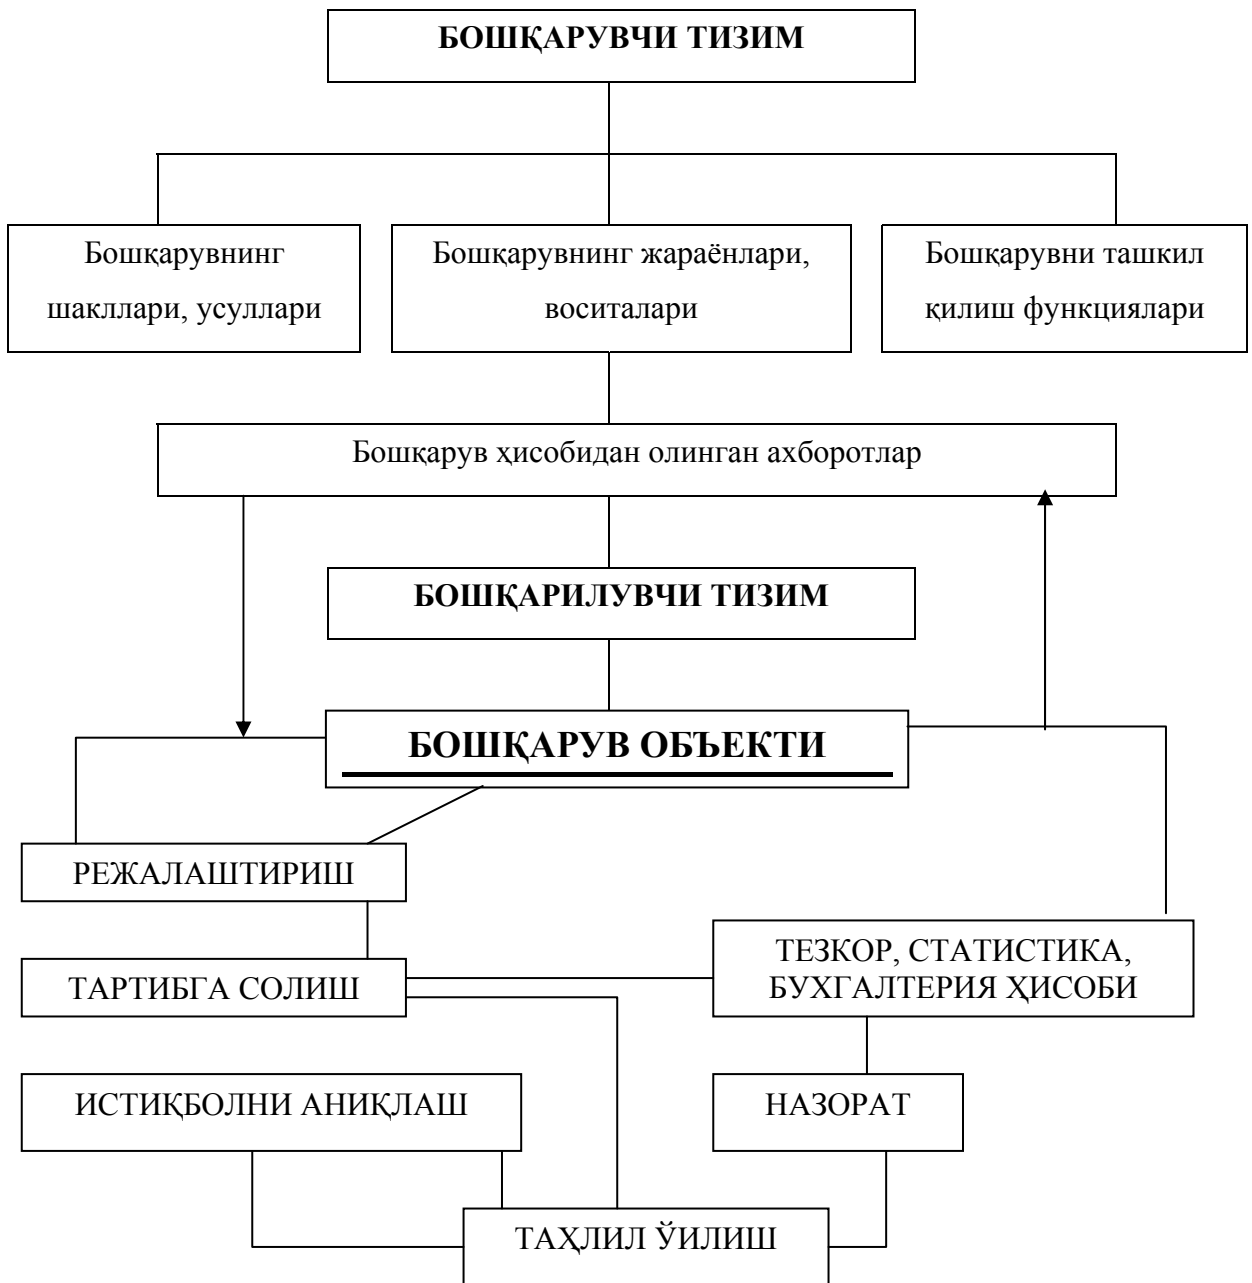 БОШҚАРУВЧИ ТИЗИМ
Бошқарувнинг
шакллари, усуллари
Бошқарувнинг жараёнлари,
воситалари
Бошқарувни ташкил
қилиш функциялари
Бошқарув ҳисобидан олинган ахборотлар
БОШҚАРИЛУВЧИ ТИЗИМ
БОШҚАРУВ ОБЪЕКТИ
РЕЖАЛАШТИРИШ
ТЕЗКОР, СТАТИСТИКА,
БУХГАЛТЕРИЯ ҲИСОБИ
ТАРТИБГА СОЛИШ
ИСТИҚБОЛНИ АНИҚЛАШ
НАЗОРАТ
ТАҲЛИЛ ЎИЛИШ